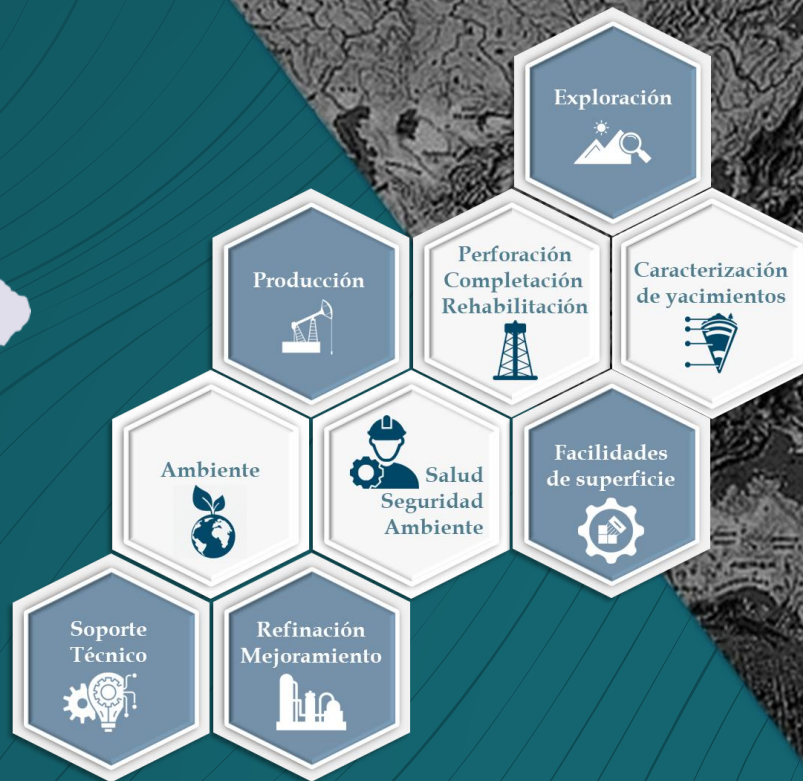 Exploración
Producción
Perforación
Completación
Rehabilitación
Caracterización
de yacimientos
Ambiente
Salud
Seguridad
Ambiente
Facilidades
de superficie
Soporte
Técnico
Refinación
Mejoramiento